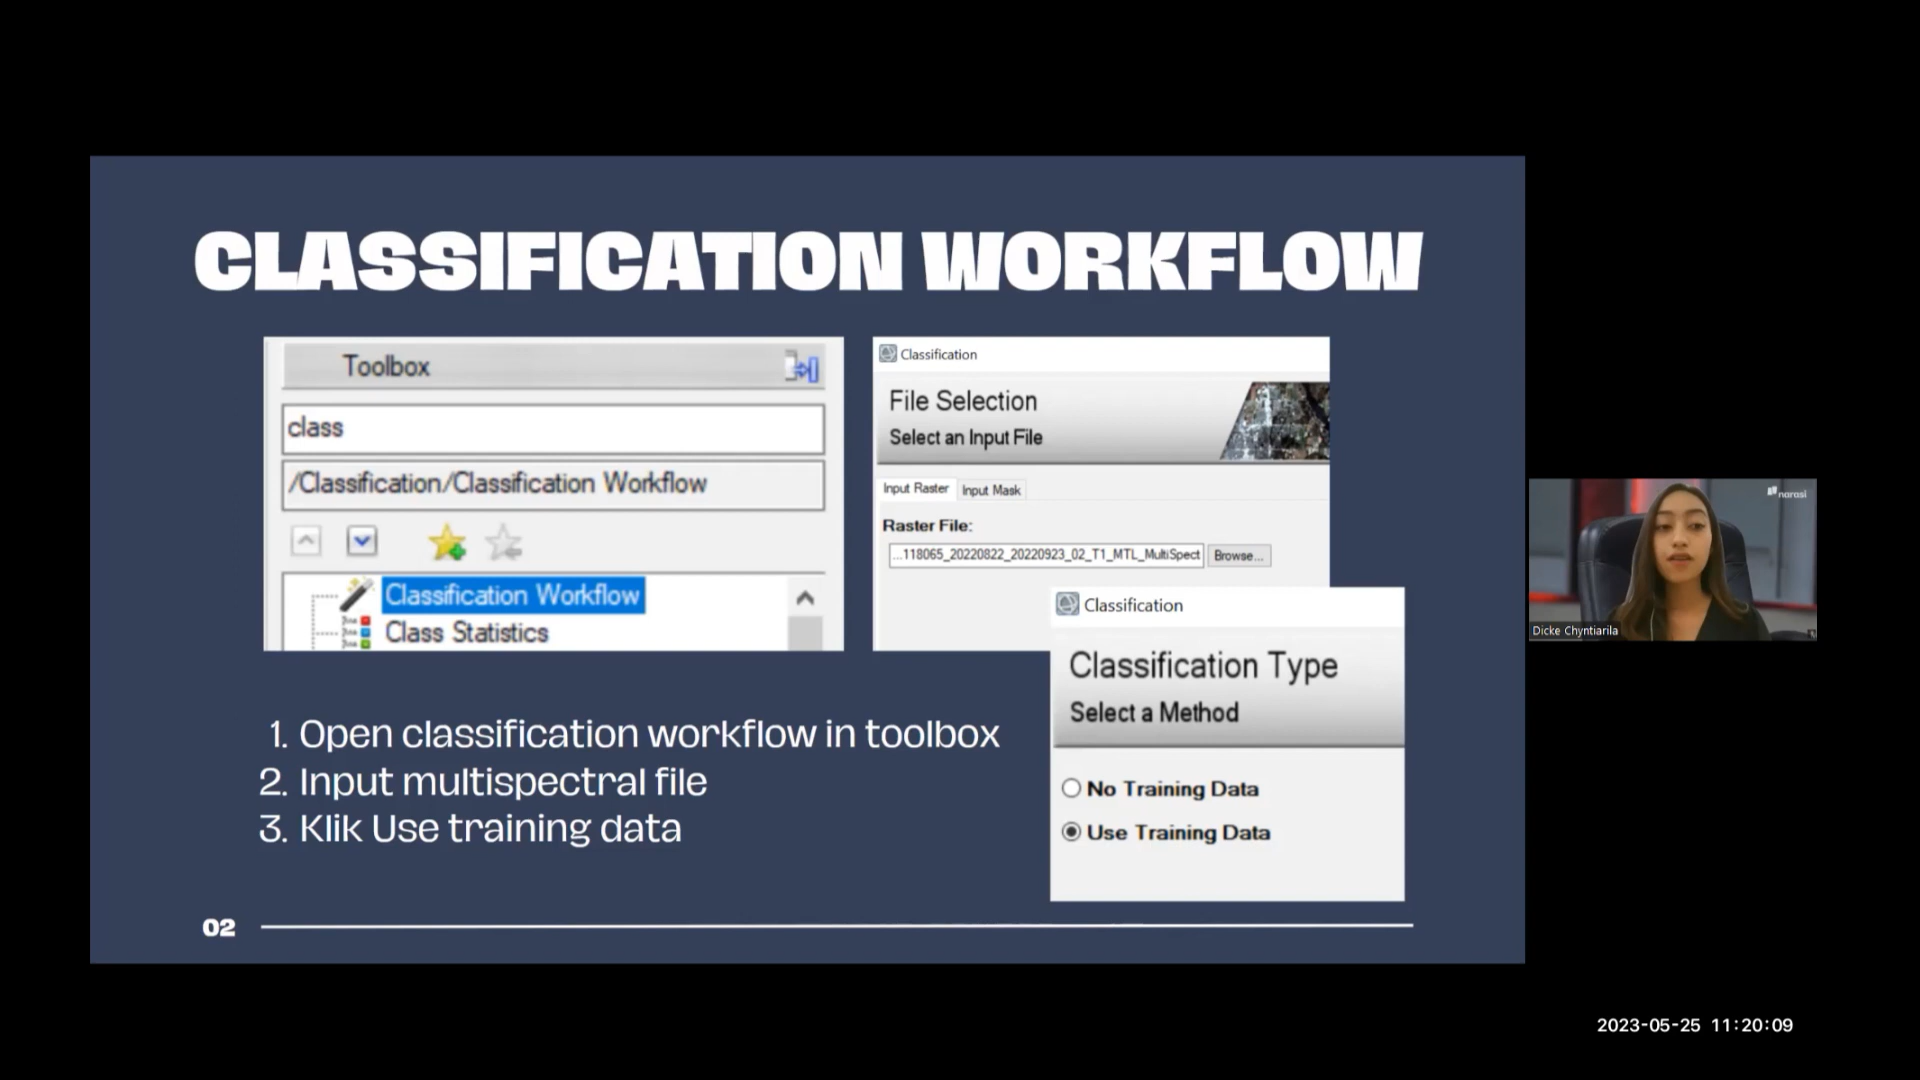 CLASSIFICATION WORKFLOW
Toolbox
class
/Classification/Classification Workflow
Classification Workflow
Class Statistics
Classification
File Selection
Select an Input File
Input Raster
Input Mask
Raster File:
...118065_20220822_20220923_02_T1_MTL_MultiSpect
Browse...
Classification
Classification Type
Select a Method
No Training Data
Use Training Data
1. Open classification workflow in toolbox
2. Input multispectral file
3. Klik Use training data
02
narasi
Dicke Chyntiarila
2023-05-25 11:20:09